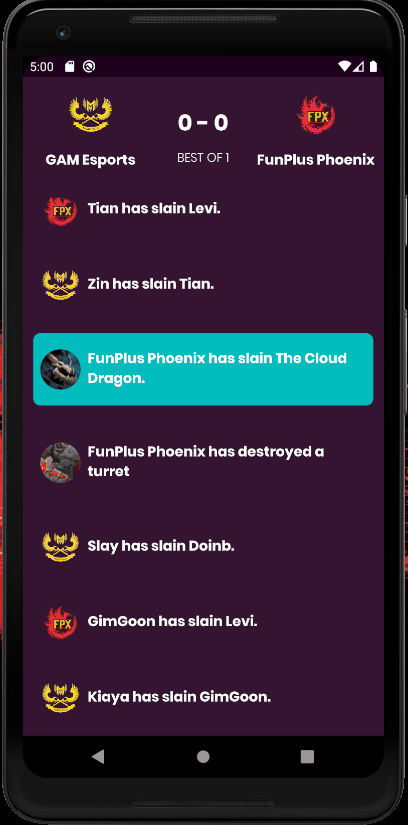 5:00
0 - 0
GAM Esports
BEST OF 1
FunPlus Phoenix
FPX
FPX
Tian has slain Levi.
Zin has slain Tian.
FunPlus Phoenix has slain The Cloud
Dragon.
FunPlus Phoenix has destroyed a
turret
Slay has slain Doinb.
FPX
GimGoon has slain Levi.
Kiaya has slain GimGoon.